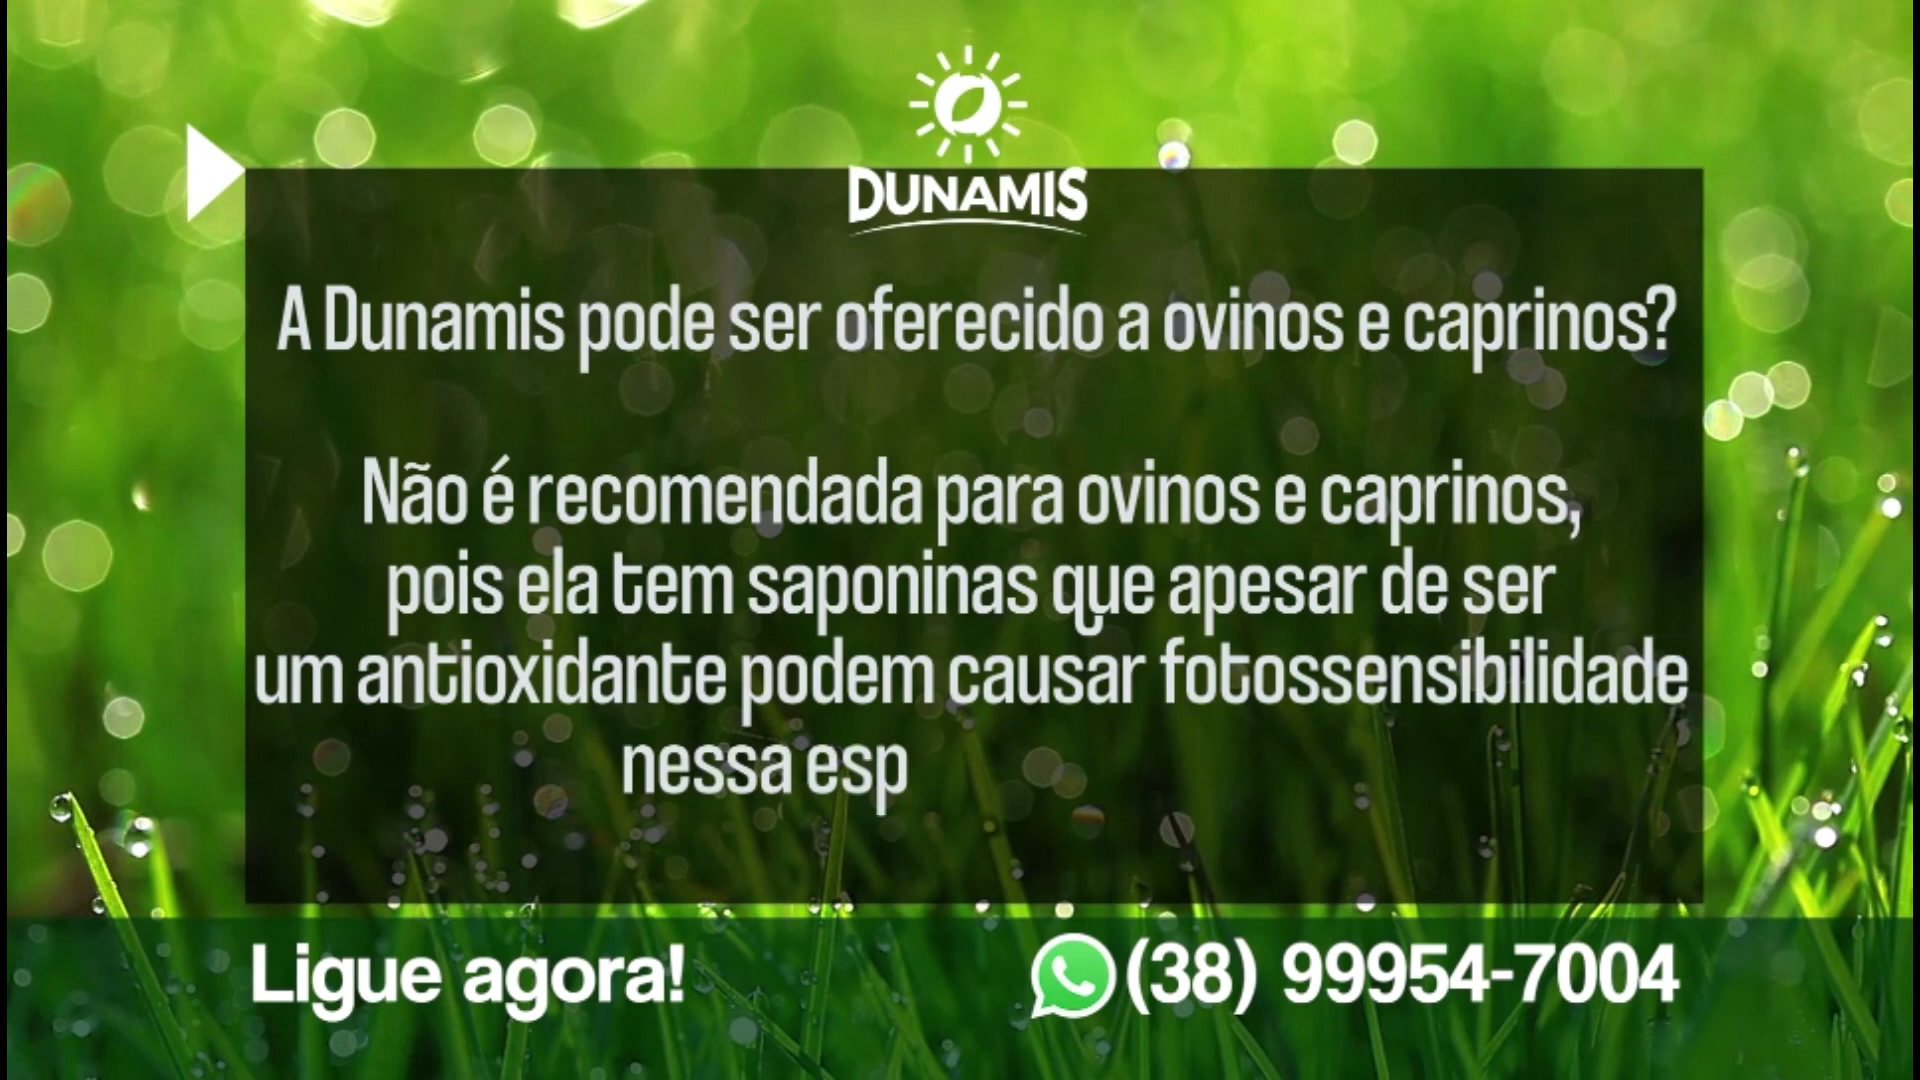 DUNAMIS
A Dunamis pode ser oferecido a ovinos e caprinos?
Não é recomendada para ovinos e caprinos,
pois ela tem saponinas que apesar de ser
um antioxidante podem causar fotossensibilidade
nessa esp
Ligue agora!
(38) 99954-7004